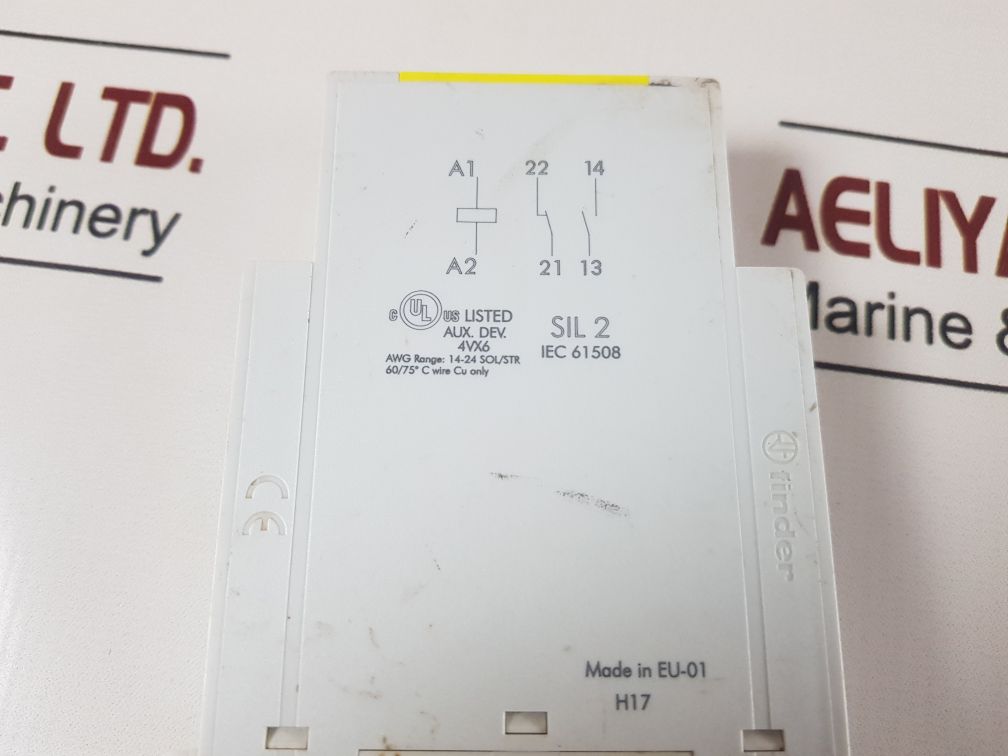 LTD.
AELIYA
Marine &
A1 22 14
A2 21 13
C UL US LISTED
AUX. DEV.
4VX6
AWG Range: 14-24 SOL/STR
60/75° C wire Cu only
SIL 2
IEC 61508
CE
finder
Made in EU-01
H17